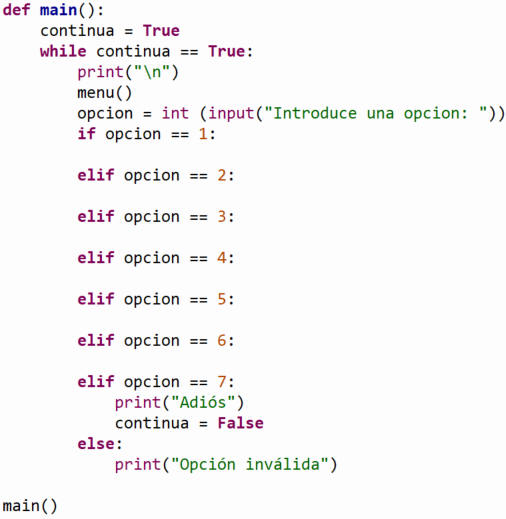 def main():
    continua = True
    while continua == True:
        print("\n")
        menu()
        opcion = int (input("Introduce una opcion: "))
        if opcion == 1:

        elif opcion == 2:

        elif opcion == 3:

        elif opcion == 4:

        elif opcion == 5:

        elif opcion == 6:

        elif opcion == 7:
            print("Adiós")
            continua = False
        else:
            print("Opción inválida")

main()